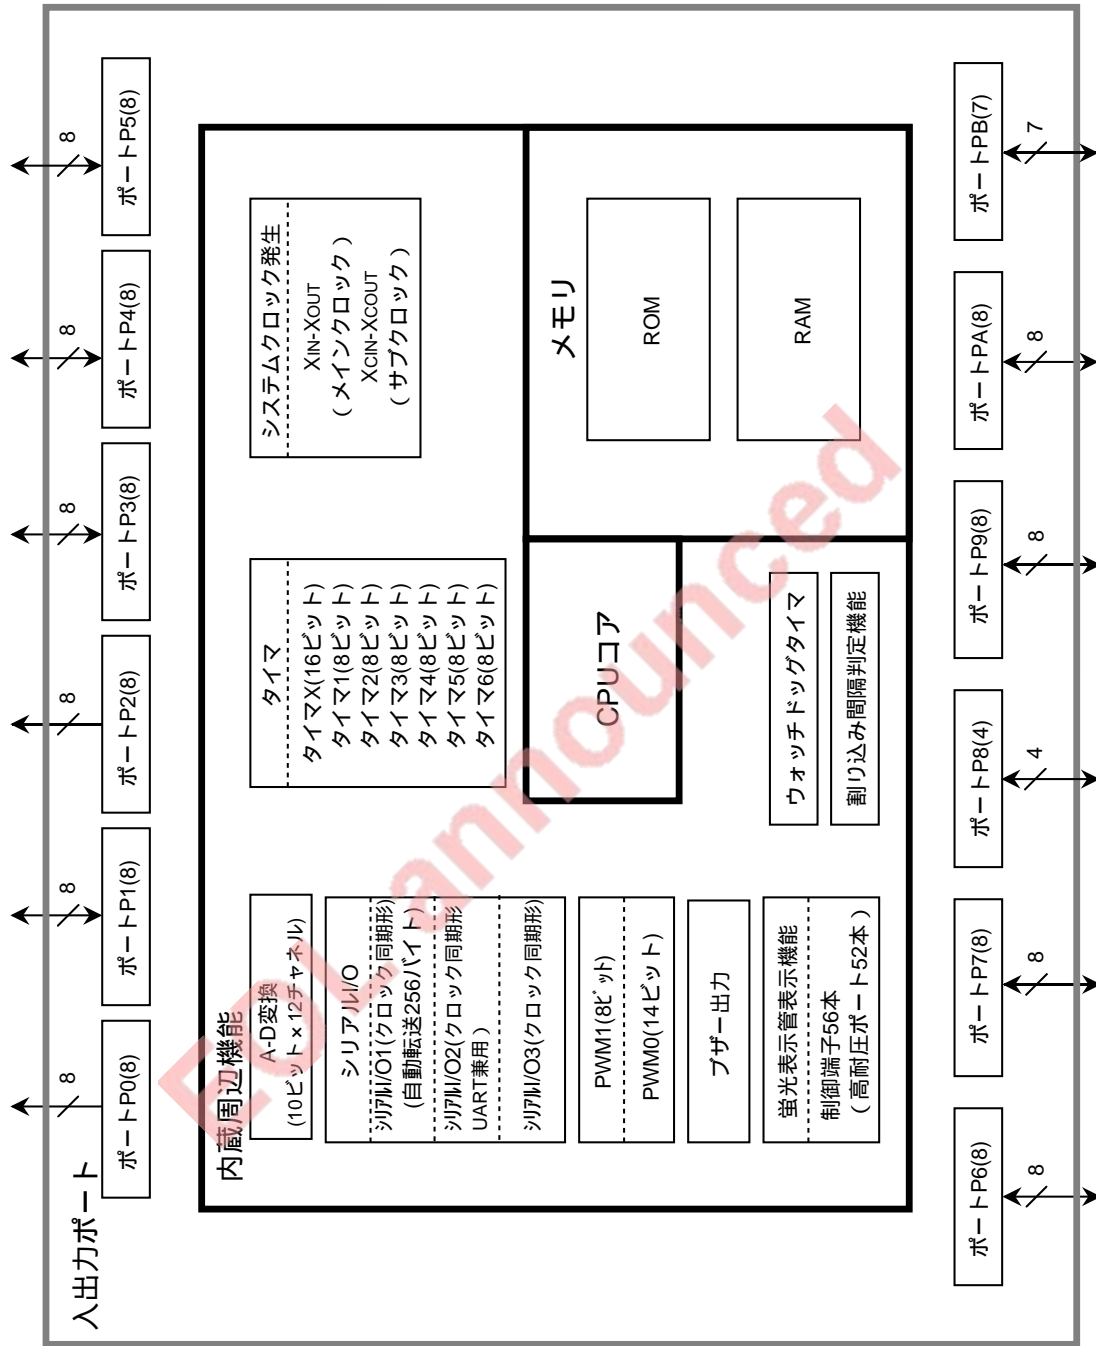 入出力ポート
8
8
8
8
8
8
ポートP0(8)
ポートP1(8)
ポートP2(8)
ポートP3(8)
ポートP4(8)
ポートP5(8)
内蔵周辺機能
A-D変換
(10ビット×12チャネル)
シリアルI/O
シリアルI/O1(クロック同期形)
(自動転送256バイト)
シリアルI/O2(クロック同期形)
UART兼用)
シリアルI/O3(クロック同期形)
PWM1(8ビット)
PWM0(14ビット)
ブザー出力
蛍光表示管表示機能
制御端子56本
(高耐圧ポート52本)
タイマ
タイマX(16ビット)
タイマ1(8ビット)
タイマ2(8ビット)
タイマ3(8ビット)
タイマ4(8ビット)
タイマ5(8ビット)
タイマ6(8ビット)
システムクロック発生
XIN-XOUT
(メインクロック)
XCIN-XCOUT
(サブクロック)
CPUコア
ウォッチドッグタイマ
割り込み間隔判定機能
メモリ
ROM
RAM
ポートP6(8)
ポートP7(8)
ポートP8(4)
ポートP9(8)
ポートPA(8)
ポートPB(7)
8
8
4
8
8
7
EOL announced